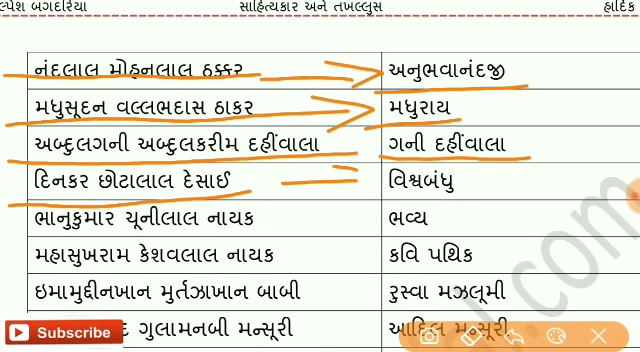 લ્પેશ બગદરિયા સાહિત્યકાર અને તખલ્લુસ હાર્દિક
નંદલાલ મોહનલાલ ઠક્કર અનુભવાનંદજી
મધુસૂદન વલ્લભદાસ ઠાકર મધુરાય
અબ્દુલગની અબ્દુલકરીમ દહીંવાલા ગની દહીંવાલા
દિનકર છોટાલાલ દેસાઈ વિશ્વબંધુ
ભાનુકુમાર ચૂનીલાલ નાયક ભવ્ય
મહાસુખરામ કેશવલાલ નાયક કવિ પથિક
ઇમામુદ્દીનખાન મુર્તઝાખાન બાબી રુસ્વા મઝલૂમી
Subscribe ગુલામનબી મન્સૂરી આદિલ મન્સૂરી